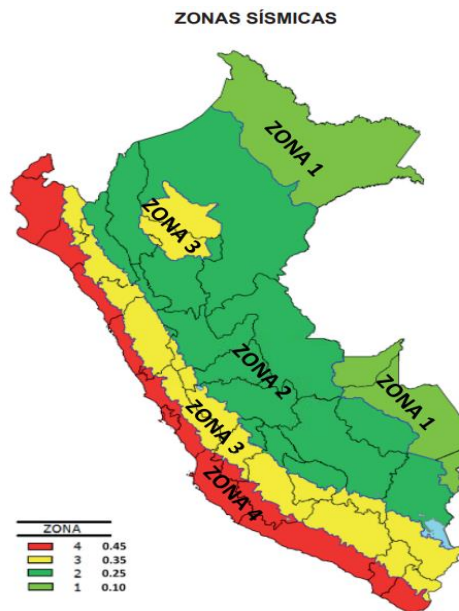 ZONAS SÍSMICAS
ZONA 1
ZONA 3
ZONA 2
ZONA 1
ZONA 3
ZONA 4
ZONA
4 0.45
3 0.35
2 0.25
1 0.10